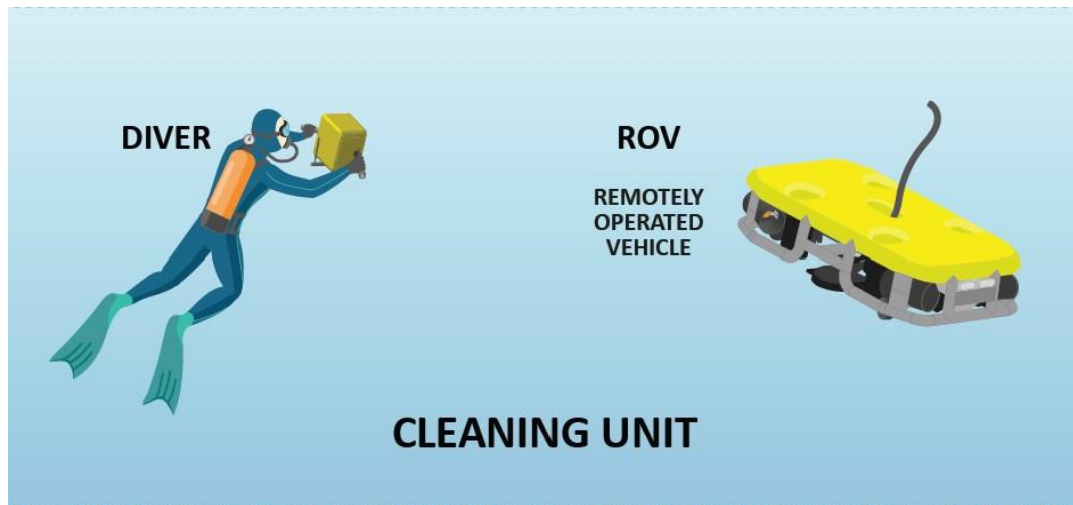 DIVER
ROV
REMOTELY
OPERATED
VEHICLE
CLEANING UNIT